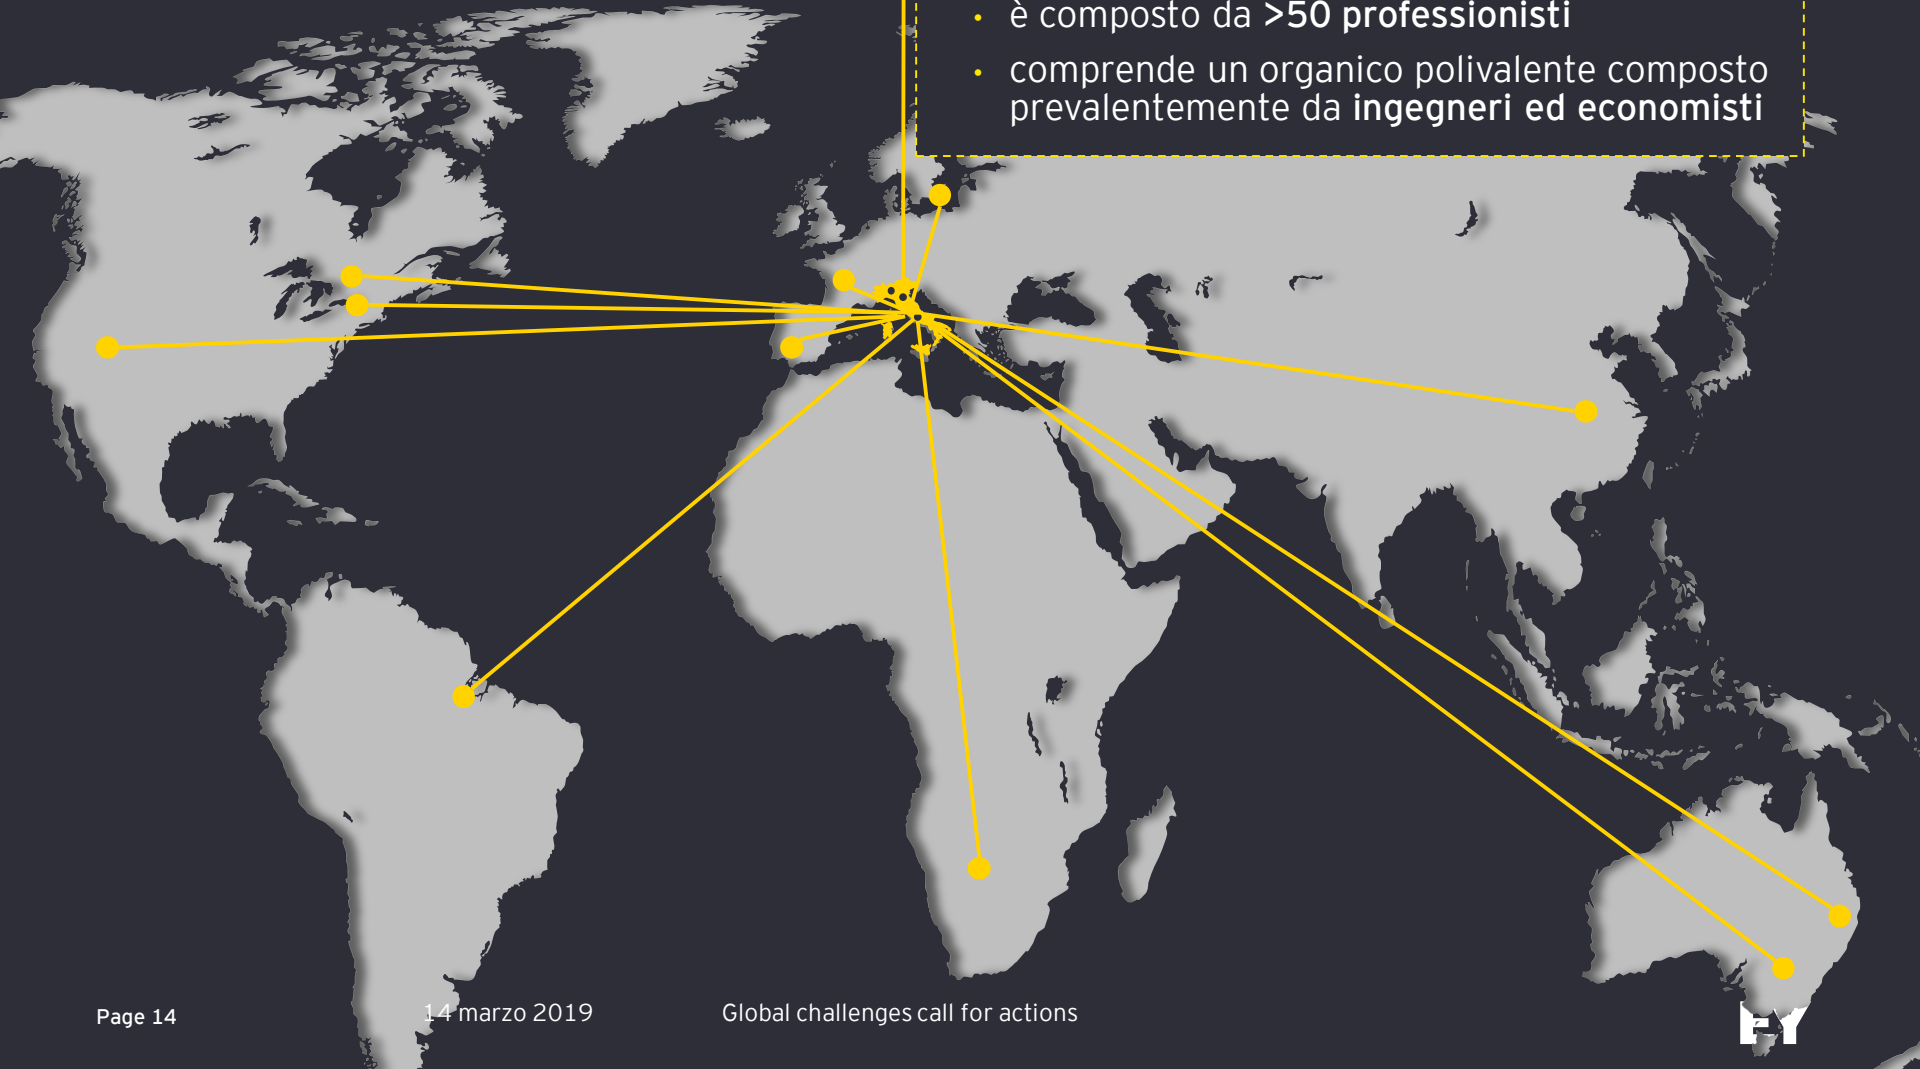 • è composto da >50 professionisti
• comprende un organico polivalente composto
prevalentemente da ingegneri ed economisti
Page 14
14 marzo 2019
Global challenges call for actions
EY